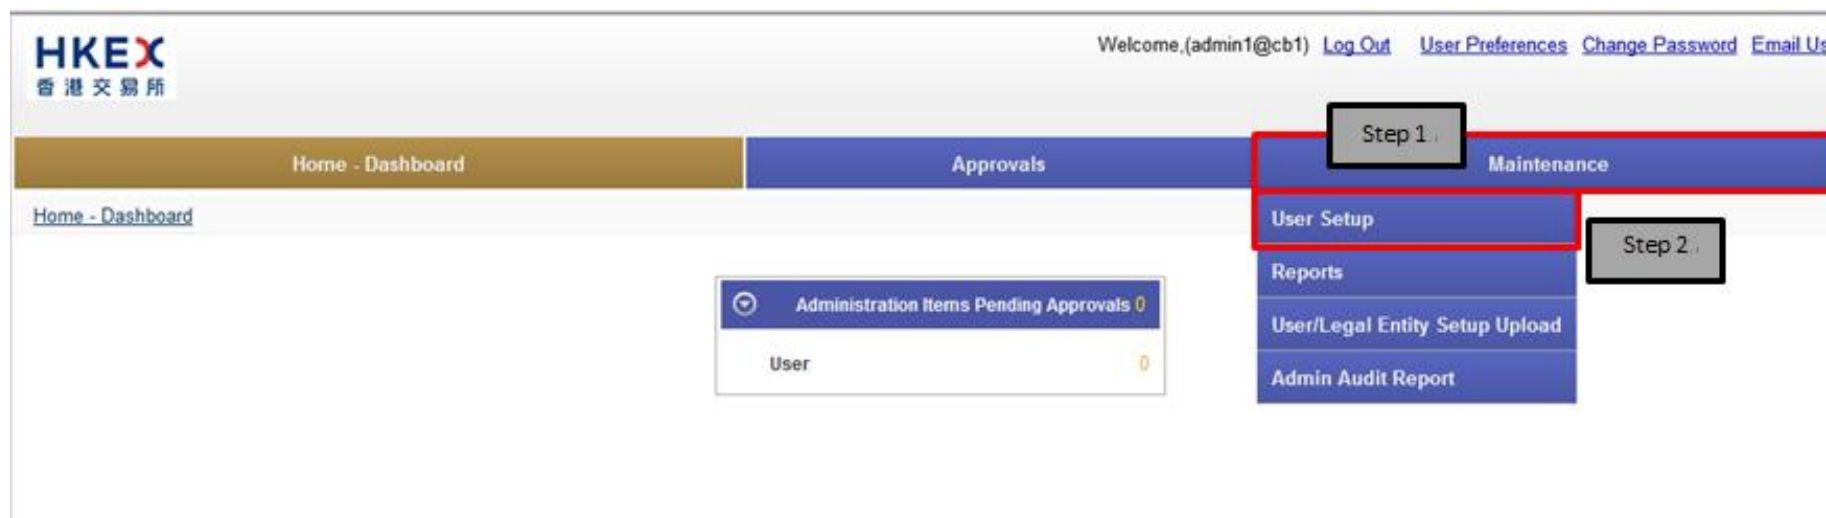 HKEX
香港交易所
Welcome,(admin1@cb1) Log Out User Preferences Change Password Email Us
Step 1.
Home - Dashboard Approvals Maintenance
Home - Dashboard
User Setup
Step 2.
Reports
Administration Items Pending Approvals 0
User/Legal Entity Setup Upload
User 0
Admin Audit Report